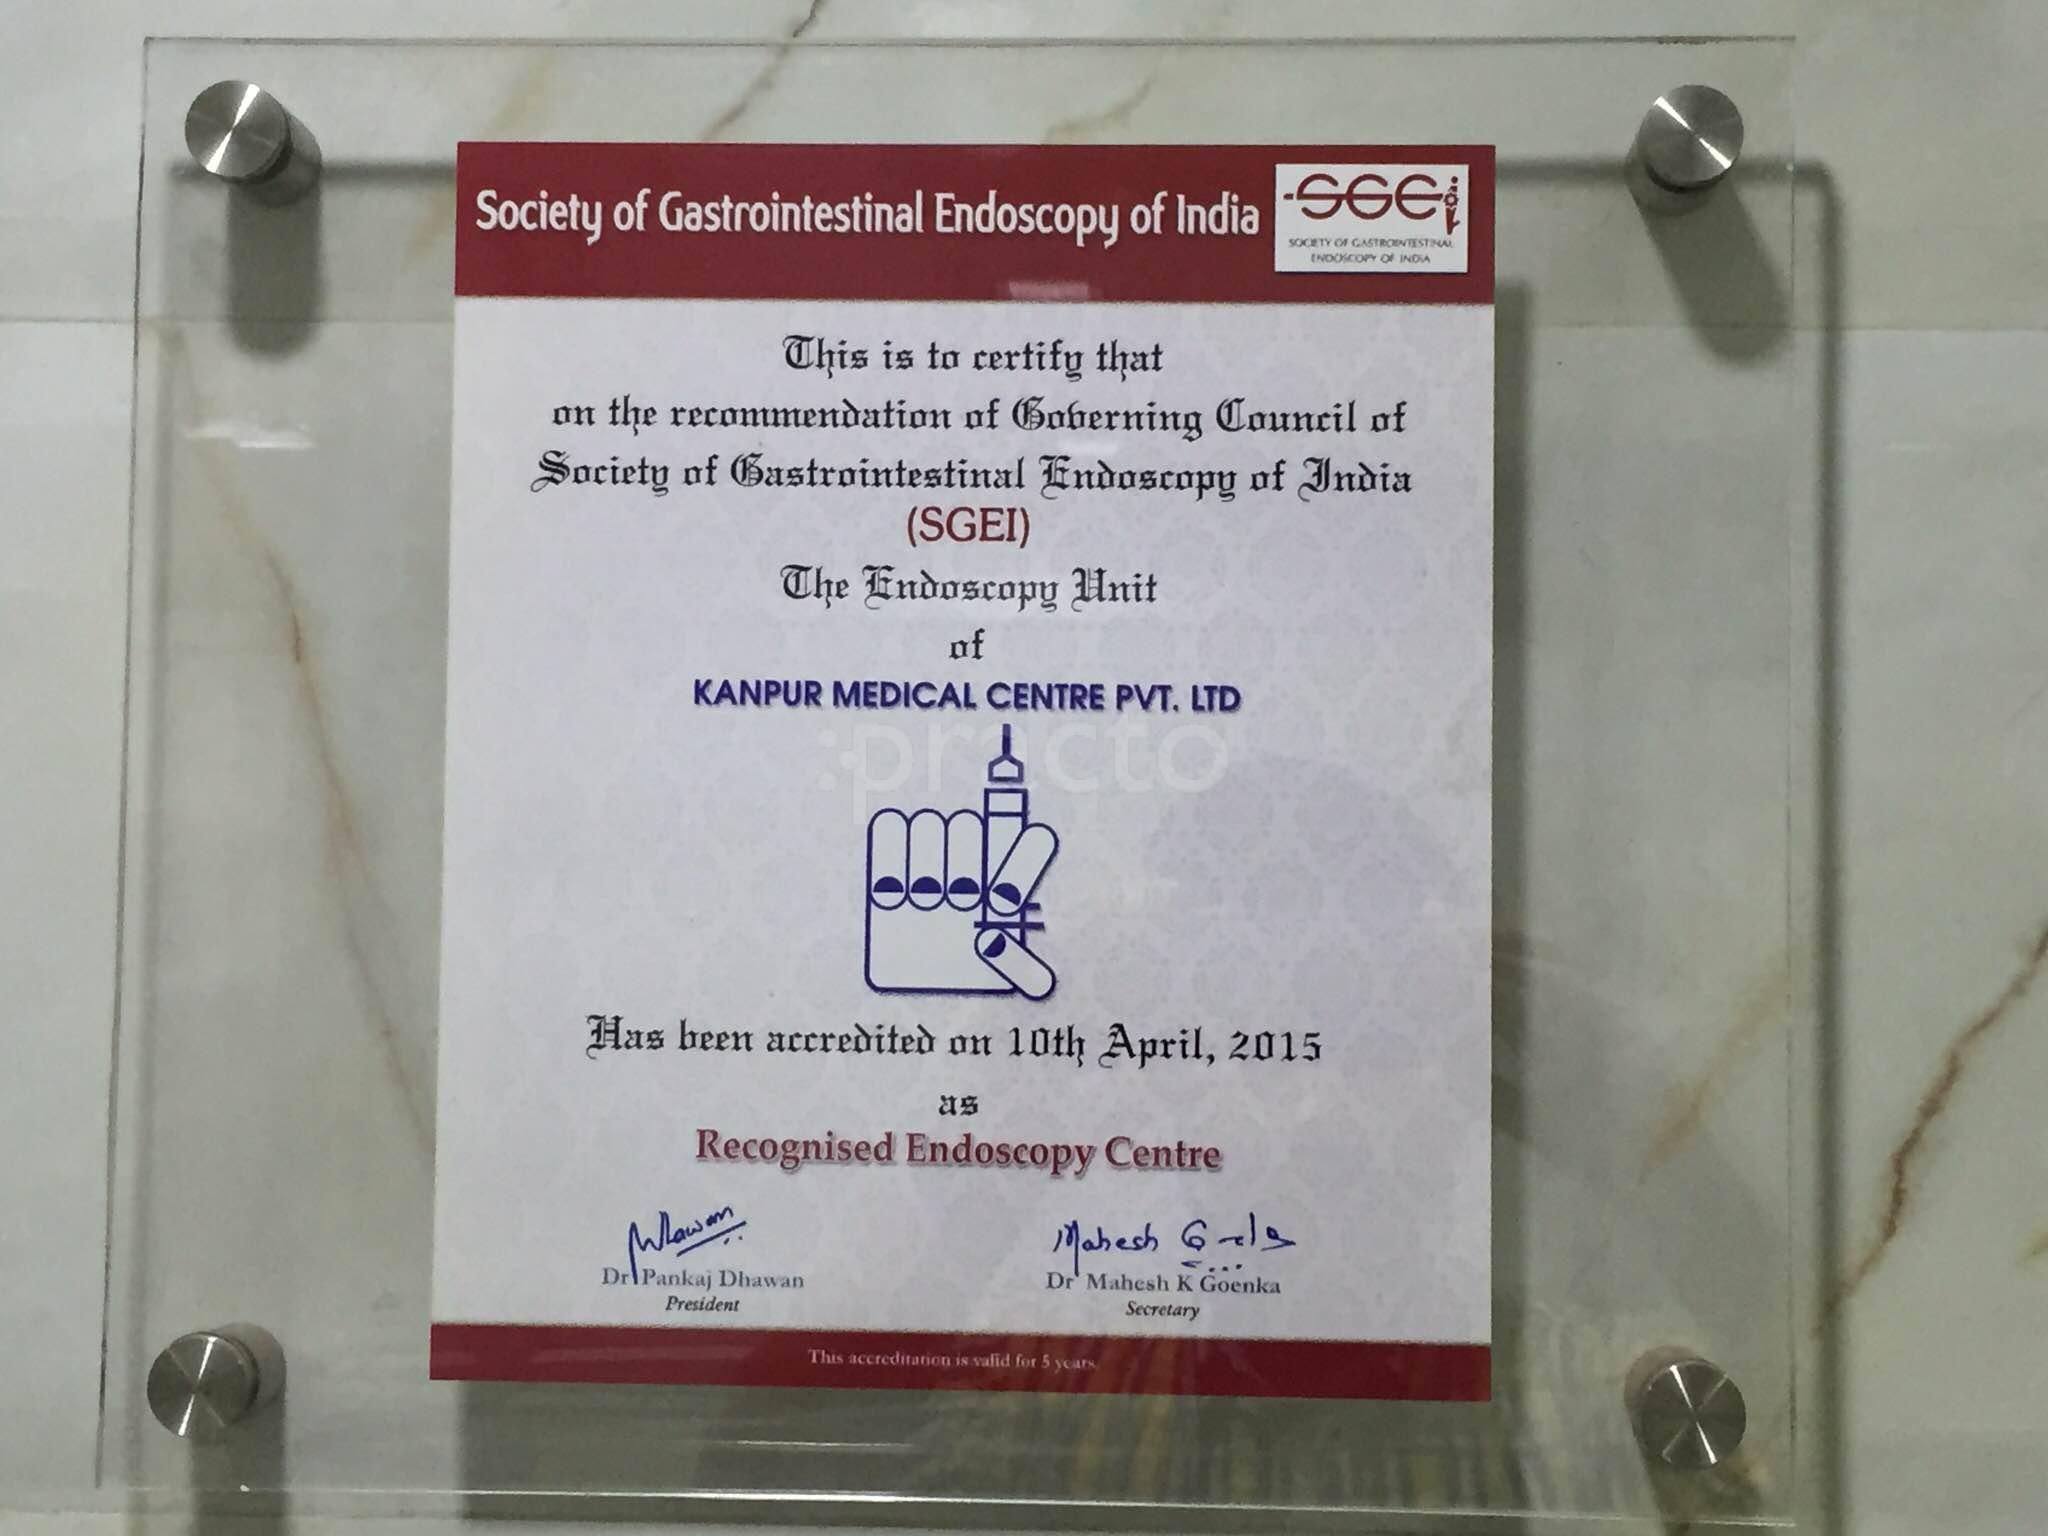 Society of Gastrointestinal Endoscopy of India
SGEi
SOCIETY OF GASTROINTESTINAL
ENDOSCOPY OF INDIA
This is to certify that
on the recommendation of Governing Council of
Society of Gastrointestinal Endoscopy of India
(SGEI)
The Endoscopy Unit
of
KANPUR MEDICAL CENTRE PVT. LTD
practo
Has been accredited on 10th April, 2015
as
Recognised Endoscopy Centre
Mahesh
Dr Pankaj Dhawan
President
Dr Mahesh K Goenka
Secretary
This accreditation is valid for 5 years.